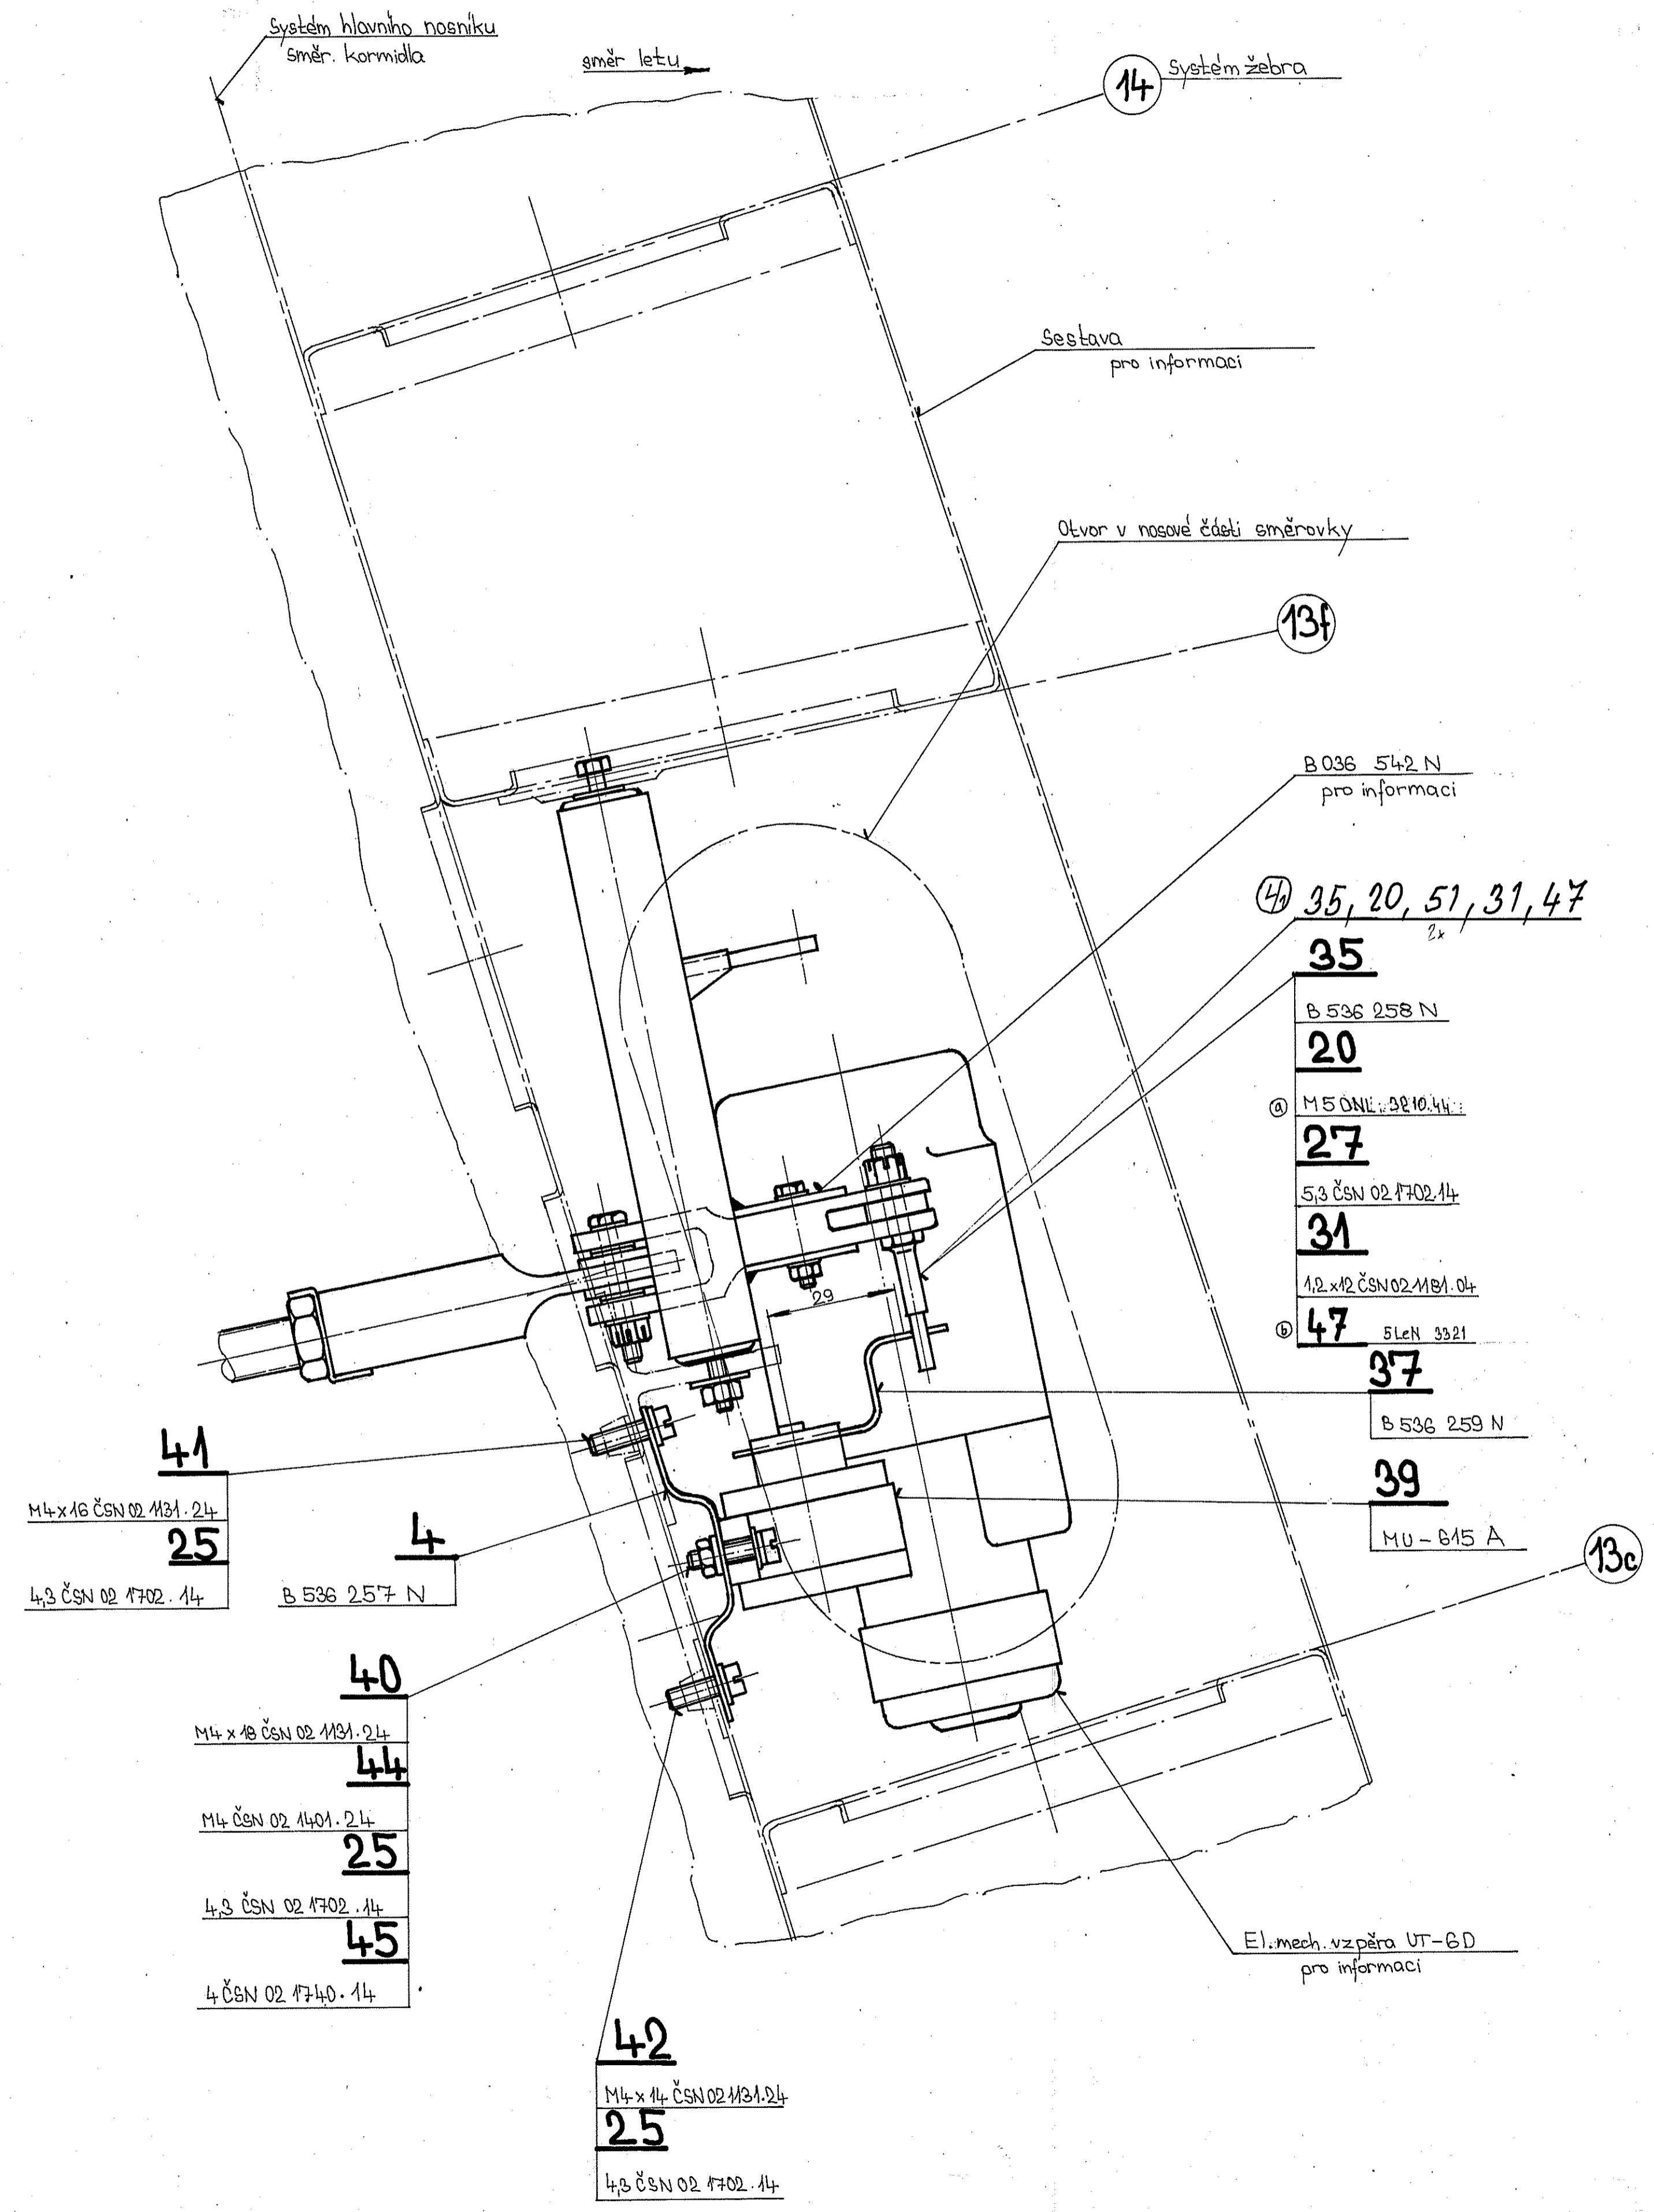 Systém hlavního nosníku
směr. kormidla
směr letu
14
Systém žebra
Sestava
pro informaci
Otvor v nosové části směrovky
13f
B 036 542 N
pro informaci
35, 20, 51, 31, 47
2x
35
B 536 258 N
20
a
27
5,3 ČSN 02 1702.14
31
1,2 x 12 ČSN 02 1181.04
b 47 5 LeN 3321
37
B 536 259 N
39
MU-615 A
13c
29
41
M4 x 16 ČSN 02 1131.24
25
4,3 ČSN 02 1702.14
4
B 536 257 N
40
M4 x 18 ČSN 02 1131.24
44
M4 ČSN 02 1401.24
25
4,3 ČSN 02 1702.14
45
4 ČSN 02 1740.14
El. mech. vzpěra UT-6D
pro informaci
42
M4 x 14 ČSN 02 1131.24
25
4,3 ČSN 02 1702.14